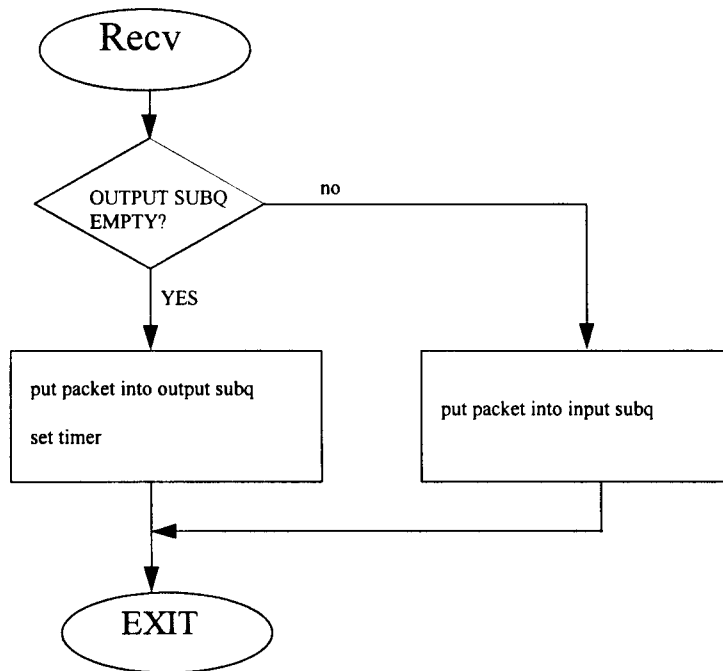 Recv
OUTPUT SUBQ
EMPTY?
no
YES
put packet into output subq
set timer
put packet into input subq
EXIT